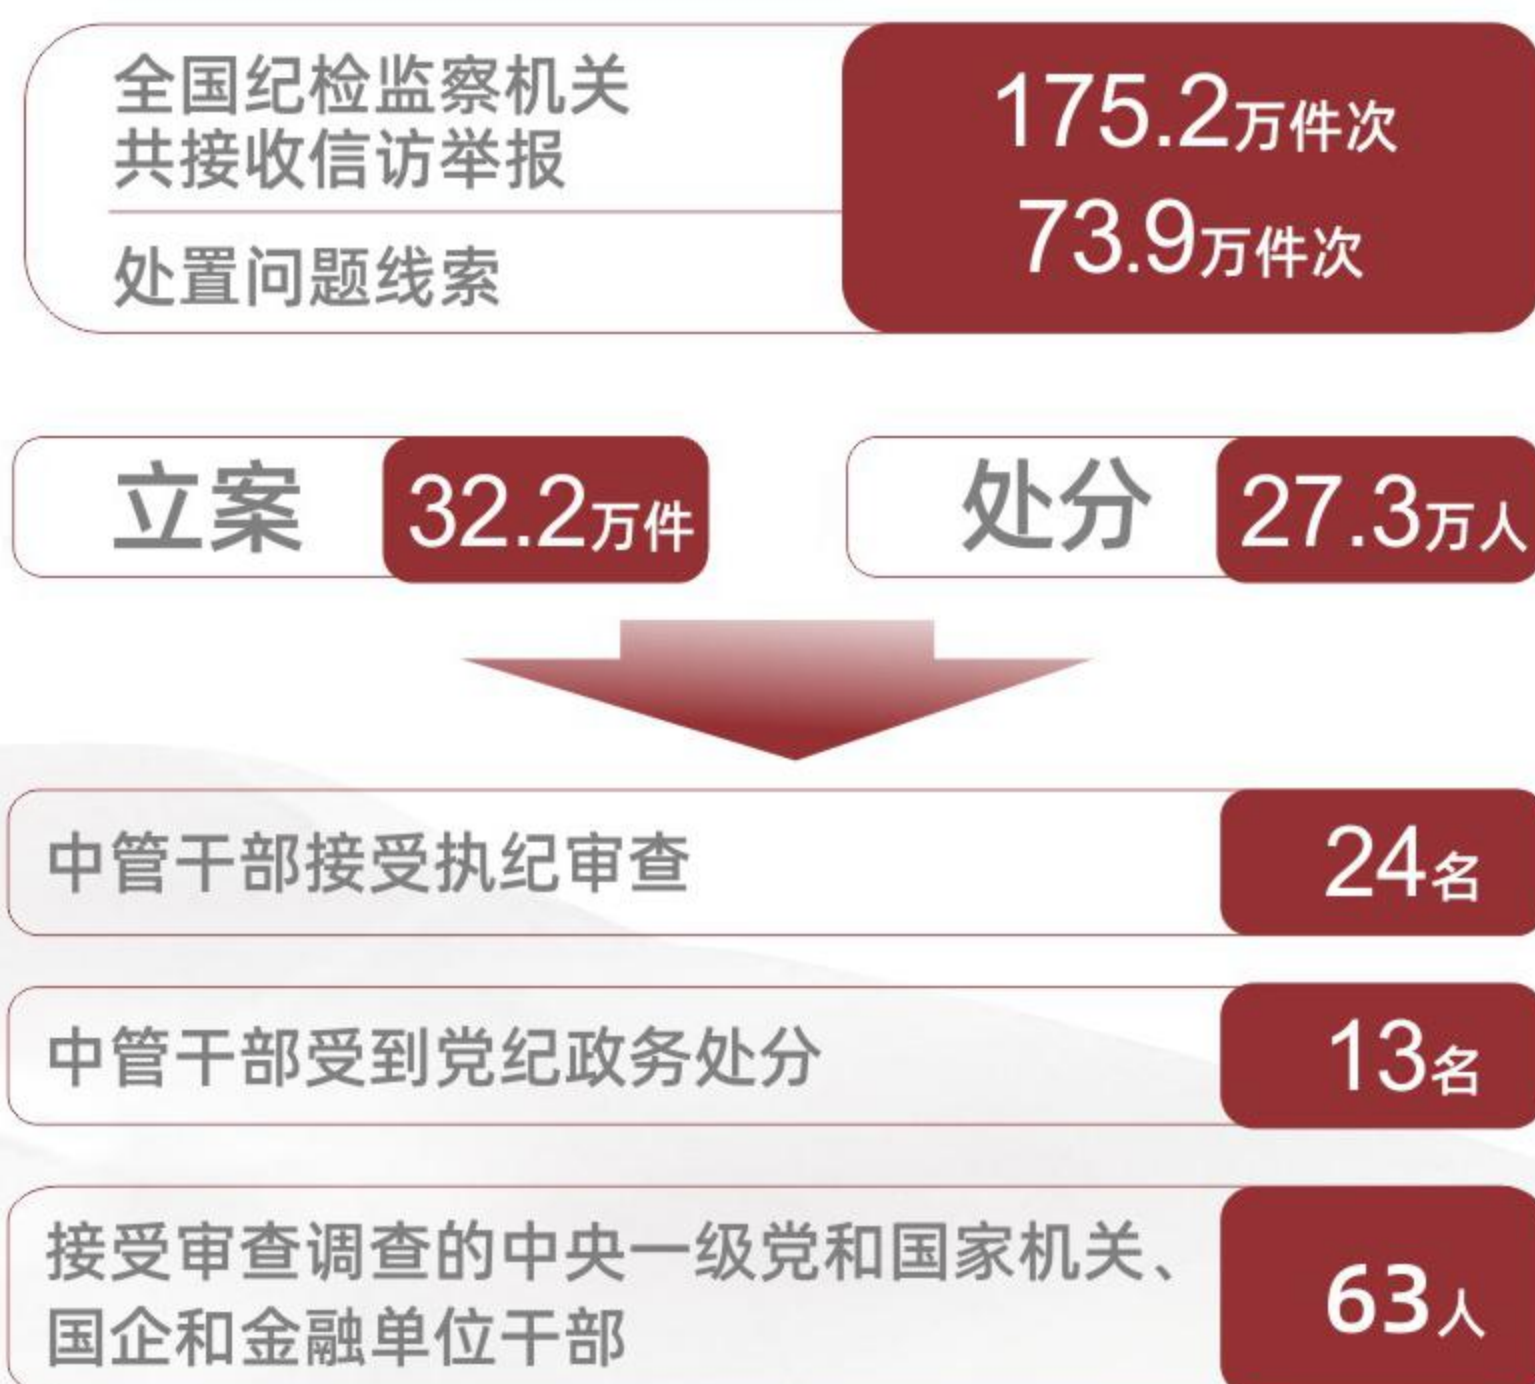 全国纪检监察机关
共接收信访举报
175.2万件次
处置问题线索
73.9万件次
立案 32.2万件
处分 27.3万人
中管干部接受执纪审查 24名
中管干部受到党纪政务处分 13名
接受审查调查的中央一级党和国家机关、
国企和金融单位干部
63人